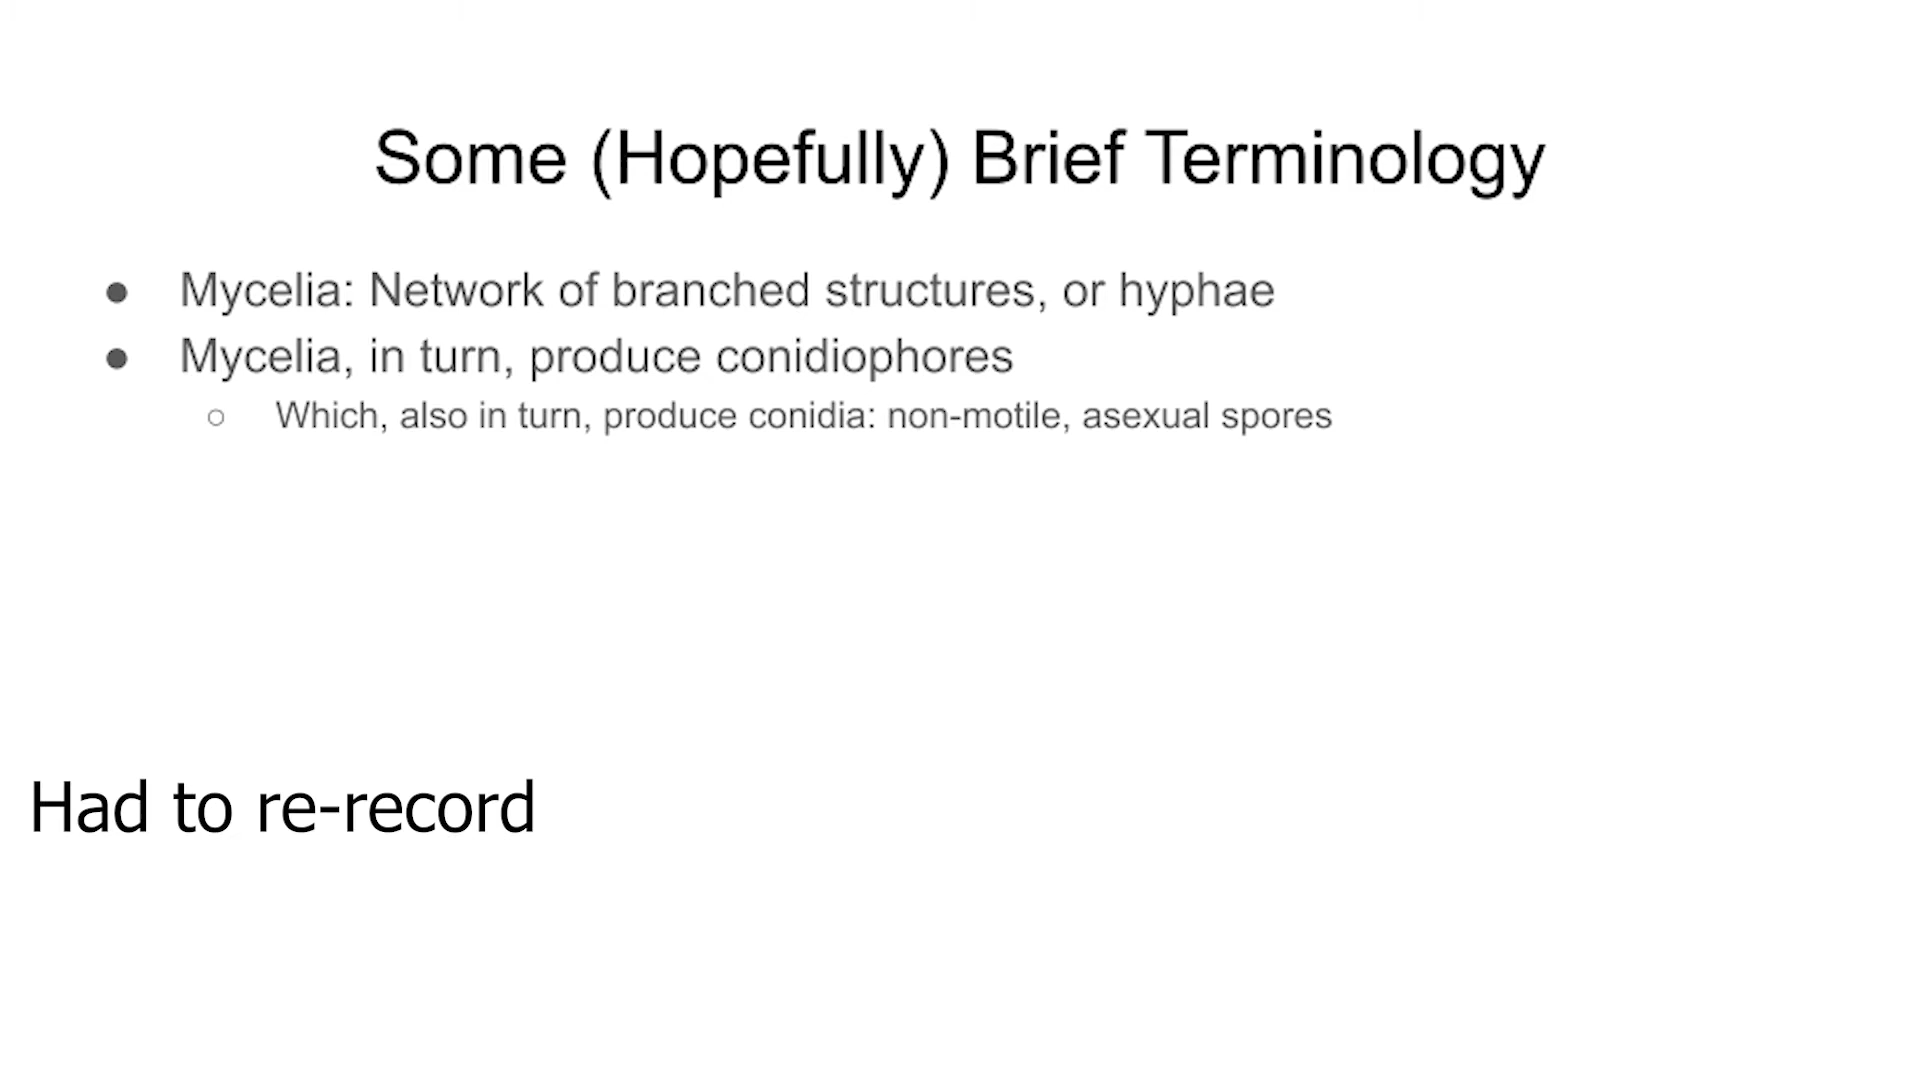 Some (Hopefully) Brief Terminology
● Mycelia: Network of branched structures, or hyphae
● Mycelia, in turn, produce conidiophores
○ Which, also in turn, produce conidia: non-motile, asexual spores
Had to re-record